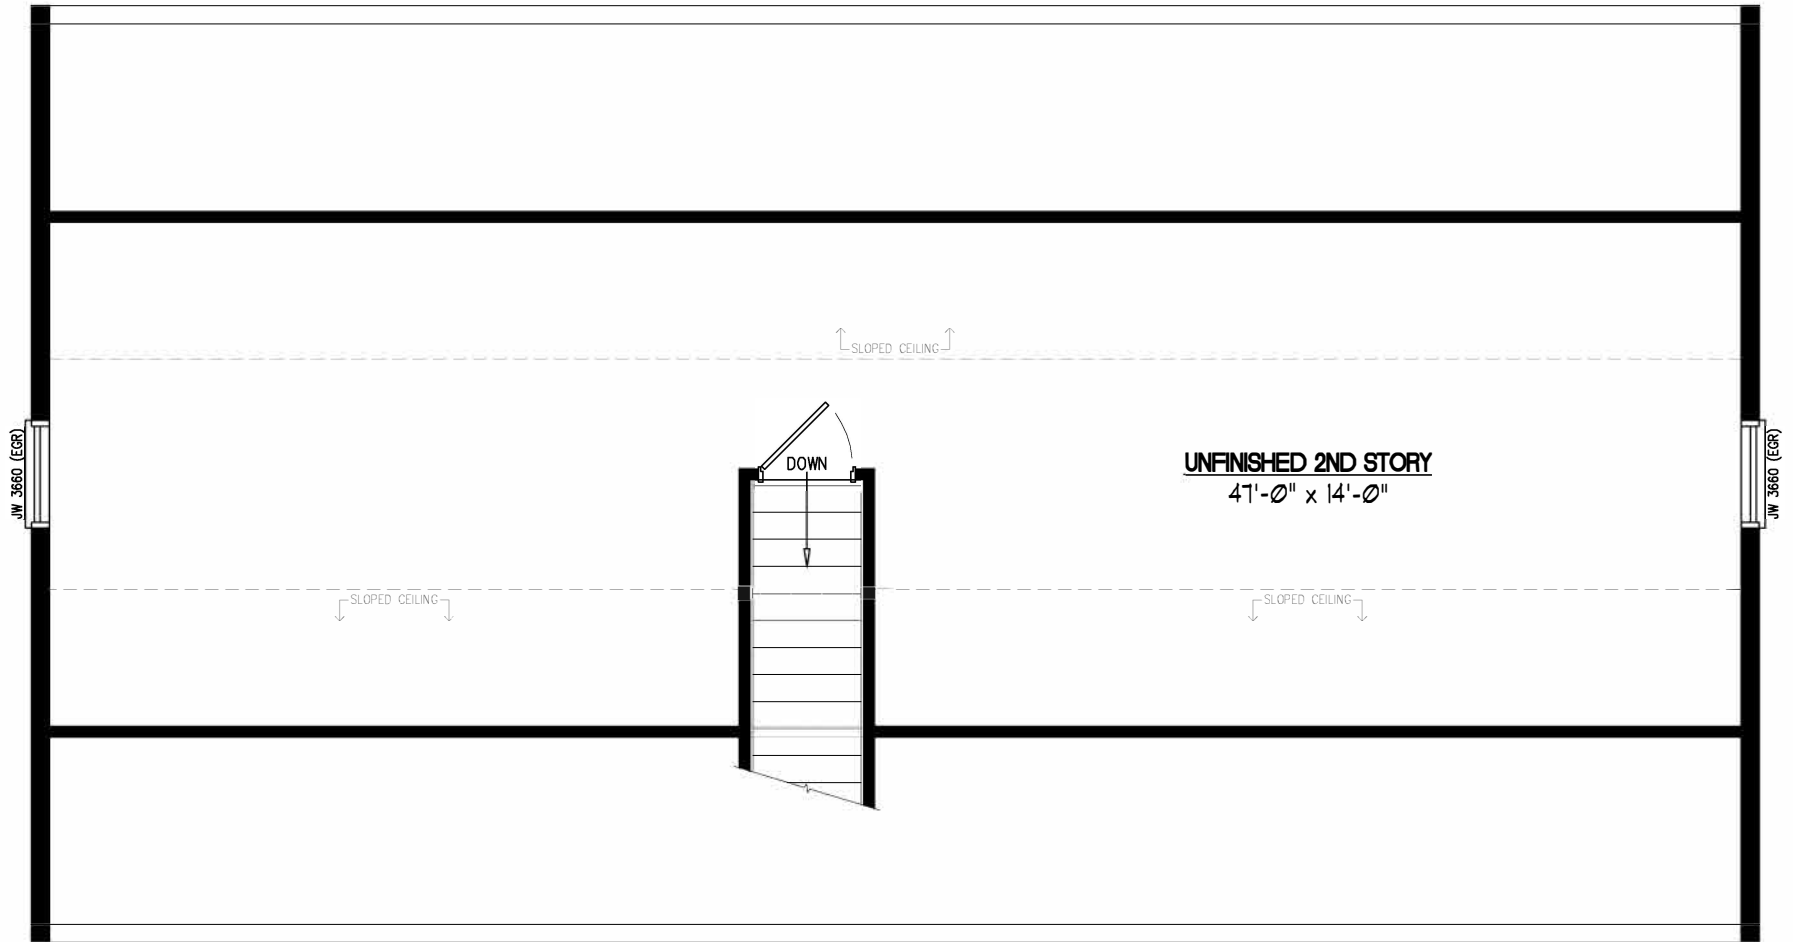 SLOPED CEILING
DOWN
UNFINISHED 2ND STORY
47'-0" x 14'-0"
JW 3660 (EGR)
JW 3660 (EGR)
SLOPED CEILING
SLOPED CEILING